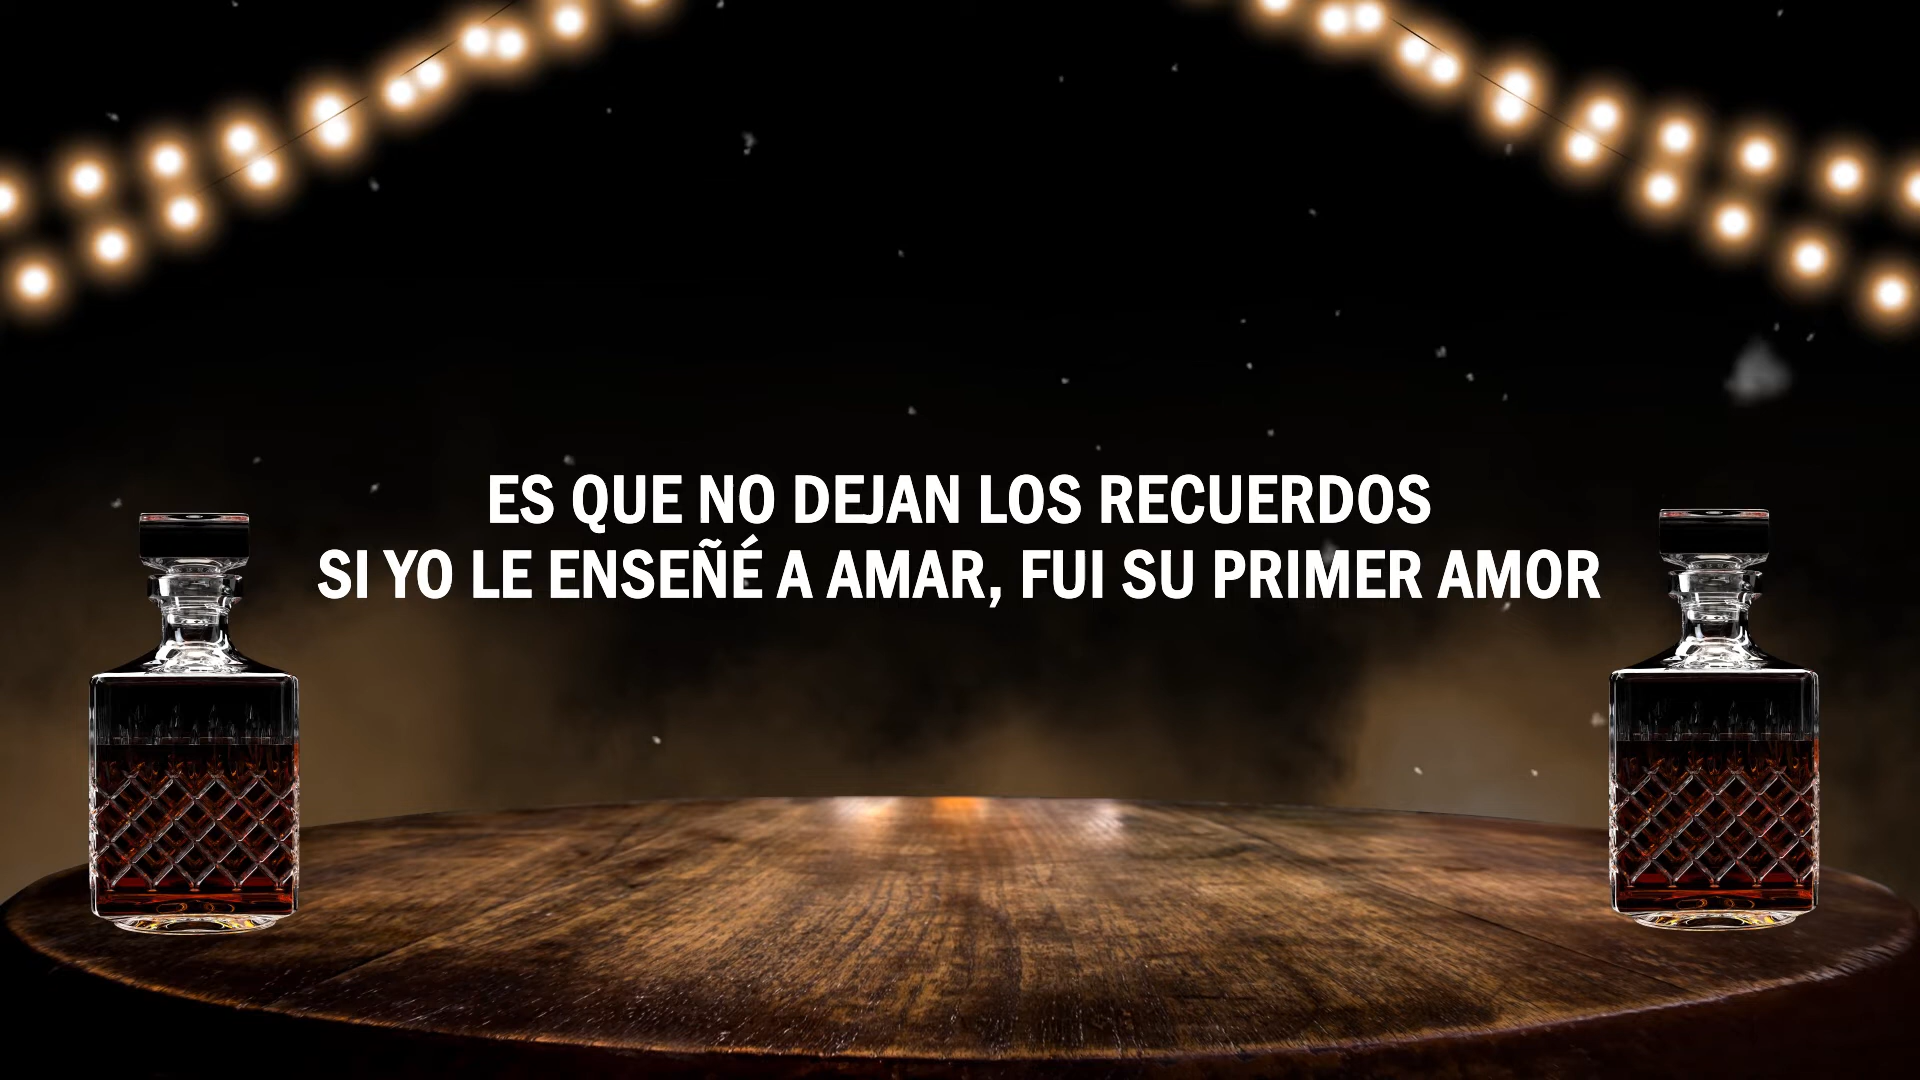 ES QUE NO DEJAN LOS RECUERDOS
SI YO LE ENSEÑÉ A AMAR, FUI SU PRIMER AMOR